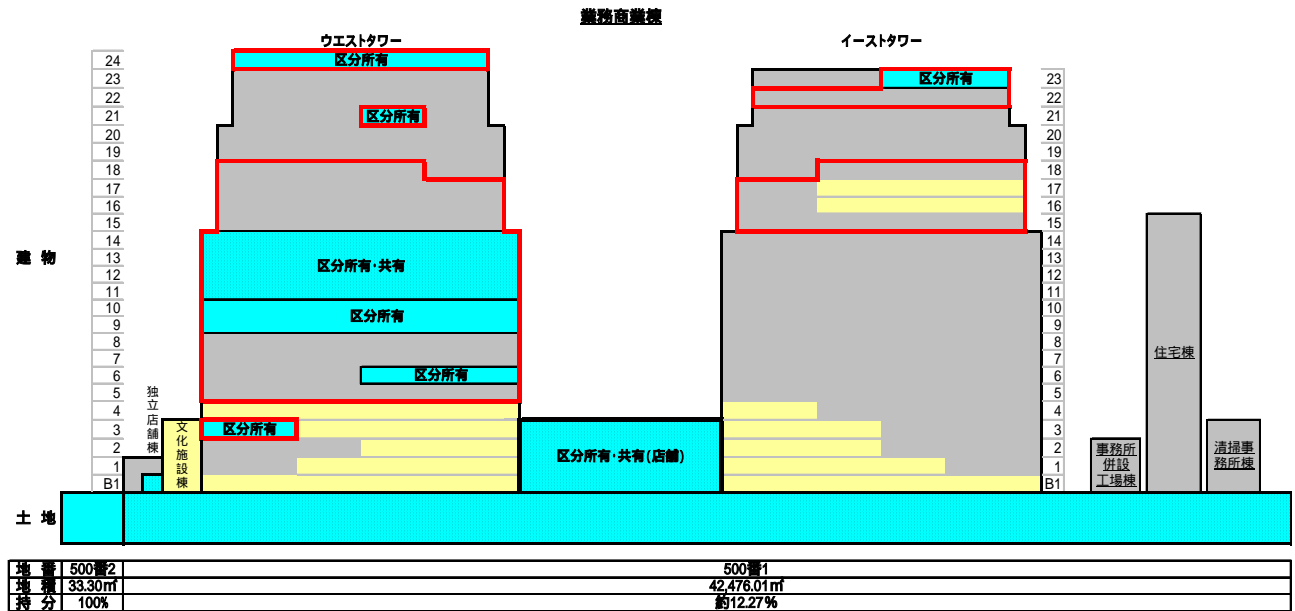 業務商業棟
ウエストタワー
イーストタワー
24
23
22
21
20
19
18
17
16
15
14
13
12
11
10
9
8
7
6
5
4
3
2
1
B1
区分所有
区分所有
区分所有・共有
区分所有
区分所有
区分所有
独立店舗棟
文化施設棟
区分所有・共有(店舗)
区分所有
23
22
21
20
19
18
17
16
15
14
13
12
11
10
9
8
7
6
5
4
3
2
1
B1
事務所
併設
工場棟
住宅棟
清掃事
務所棟
建 物
土 地
地 番 500番2 500番1
地 積 33.30㎡ 42,476.01㎡
持 分 100% 約12.27%